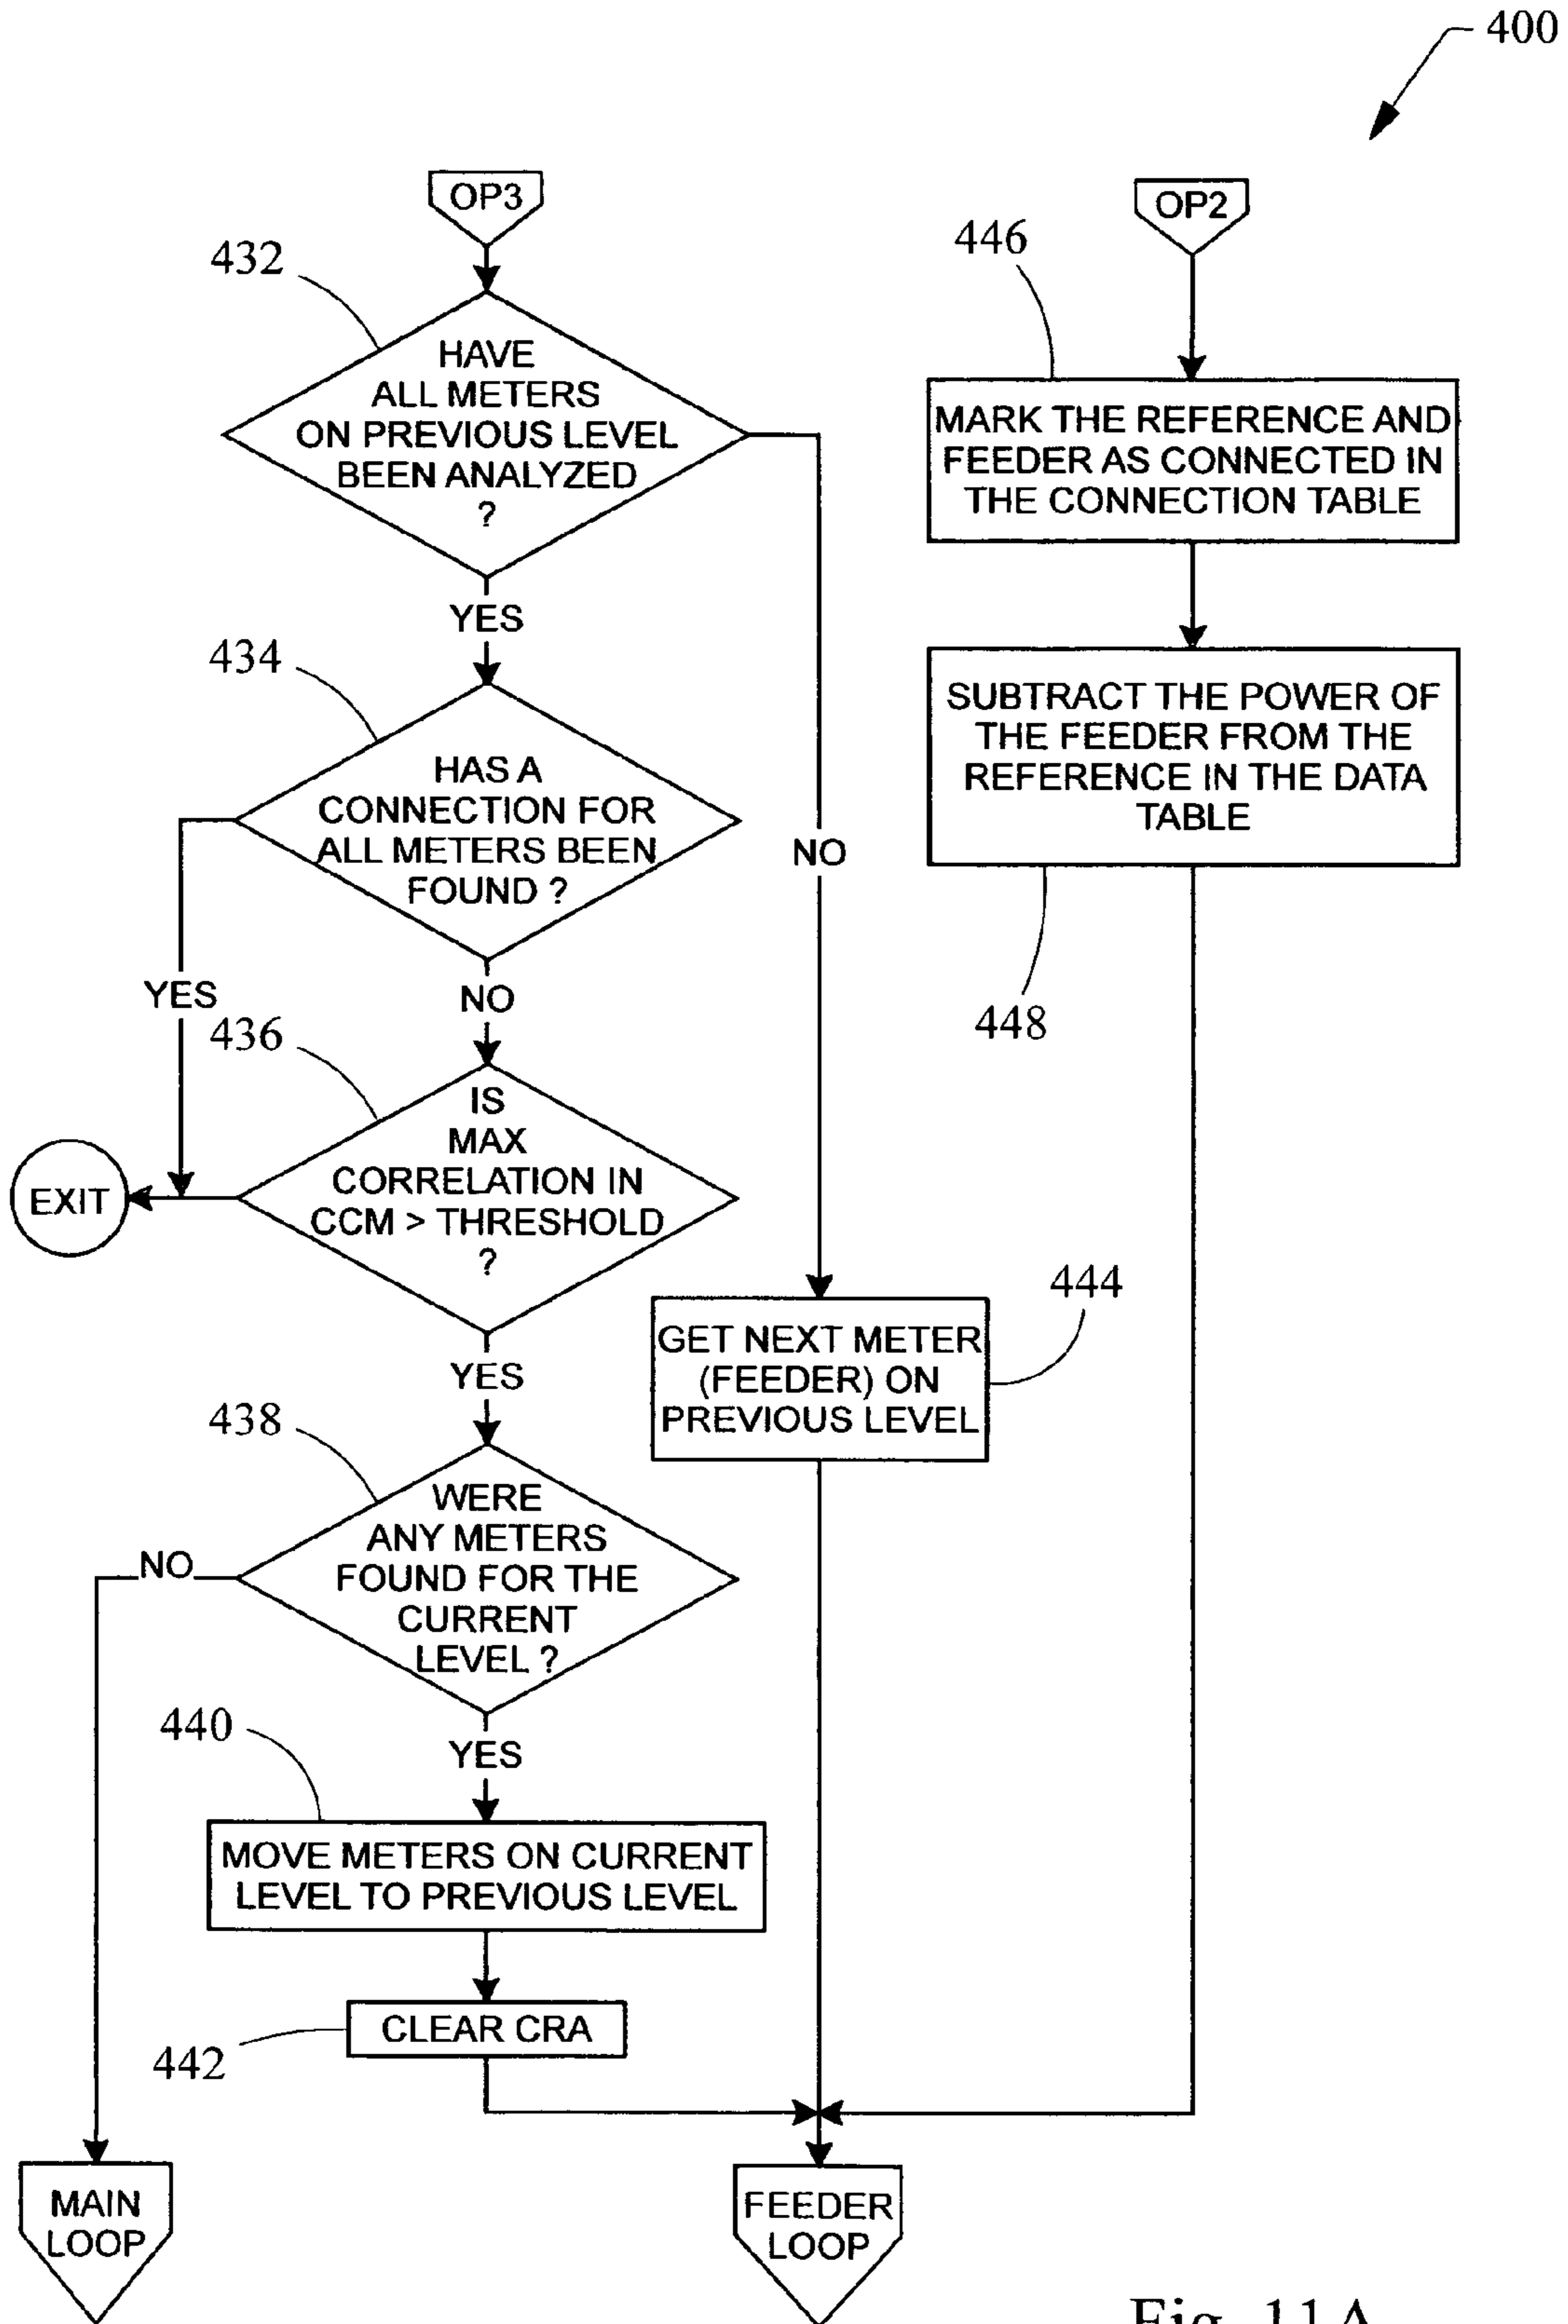 400
OP3
432
HAVE
ALL METERS
ON PREVIOUS LEVEL
BEEN ANALYZED
?
YES
NO
434
HAS A
CONNECTION FOR
ALL METERS BEEN
FOUND ?
YES
NO
436
IS
MAX
CORRELATION IN
CCM > THRESHOLD
?
EXIT
YES
438
WERE
ANY METERS
FOUND FOR THE
CURRENT
LEVEL ?
NO
YES
440
MOVE METERS ON CURRENT
LEVEL TO PREVIOUS LEVEL
CLEAR CRA
442
MAIN
LOOP
444
GET NEXT METER
(FEEDER) ON
PREVIOUS LEVEL
FEEDER
LOOP
OP2
446
MARK THE REFERENCE AND
FEEDER AS CONNECTED IN
THE CONNECTION TABLE
SUBTRACT THE POWER OF
THE FEEDER FROM THE
REFERENCE IN THE DATA
TABLE
448
Fig. 11A